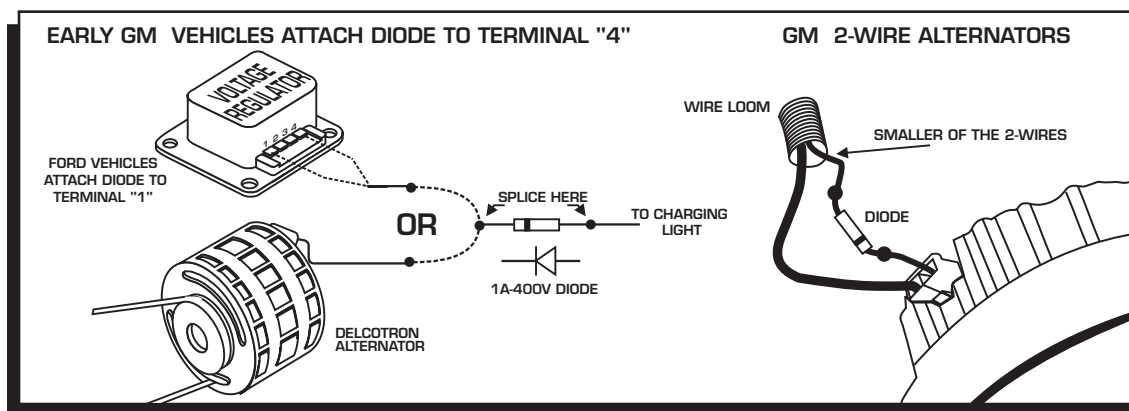 EARLY GM VEHICLES ATTACH DIODE TO TERMINAL "4"
VOLTAGE
REGULATOR
1 2 3 4
FORD VEHICLES
ATTACH DIODE TO
TERMINAL "1"
OR
SPLICE HERE
TO CHARGING
LIGHT
1A-400V DIODE
DELCOTRON
ALTERNATOR
GM 2-WIRE ALTERNATORS
WIRE LOOM
SMALLER OF THE 2-WIRES
DIODE